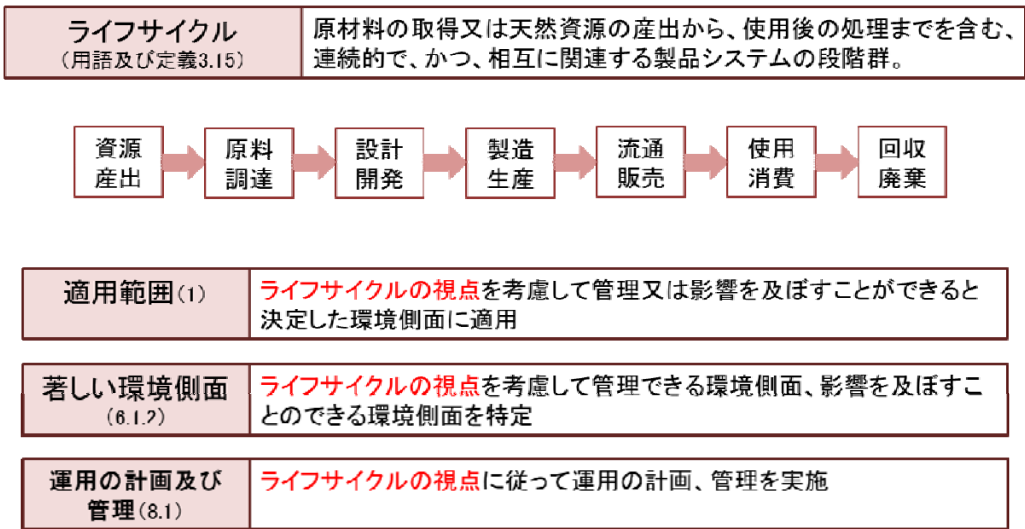 ライフサイクル
(用語及び定義3.15)
原材料の取得又は天然資源の産出から、使用後の処理までを含む、
連続的で、かつ、相互に関連する製品システムの段階群。
資源
産出
原料
調達
設計
開発
製造
生産
流通
販売
使用
消費
回収
廃棄
適用範囲(1)
ライフサイクルの視点を考慮して管理又は影響を及ぼすことができると
決定した環境側面に適用
著しい環境側面
(6.1.2)
ライフサイクルの視点を考慮して管理できる環境側面、影響を及ぼすこ
とのできる環境側面を特定
運用の計画及び
管理(8.1)
ライフサイクルの視点に従って運用の計画、管理を実施